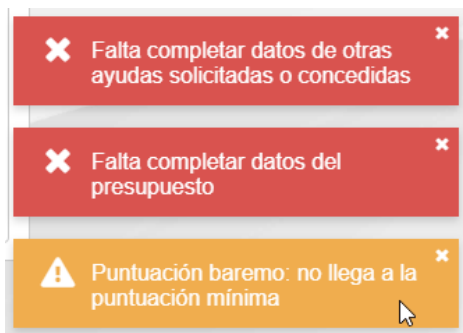 Falta completar datos de otras
ayudas solicitadas o concedidas
Falta completar datos del
presupuesto
Puntuación baremo: no llega a la
puntuación mínima